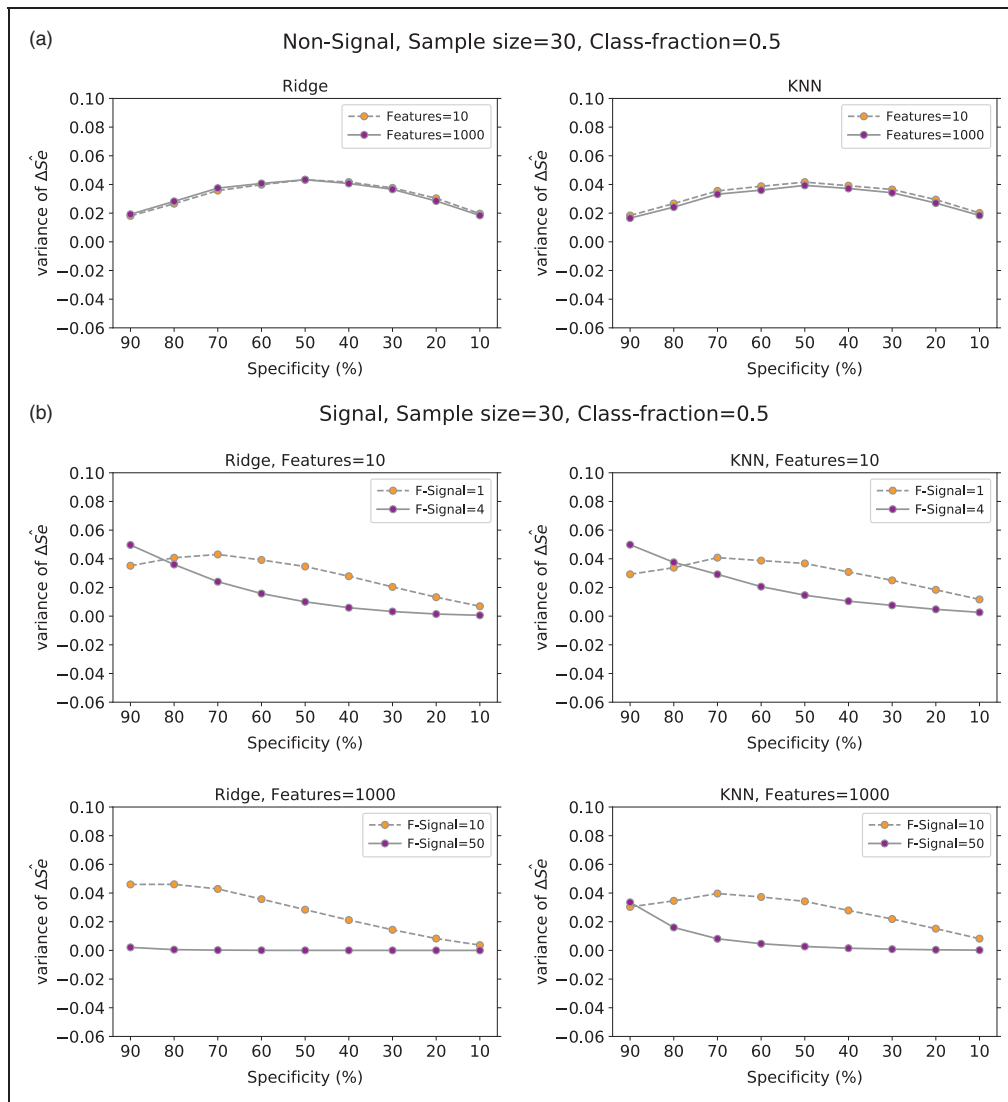 (a)
Non-Signal, Sample size=30, Class-fraction=0.5
Ridge
variance of ΔSê
0.10
0.08
0.06
0.04
0.02
0.00
−0.02
−0.04
−0.06
Features=10
Features=1000
90 80 70 60 50 40 30 20 10
Specificity (%)
KNN
variance of ΔSê
0.10
0.08
0.06
0.04
0.02
0.00
−0.02
−0.04
−0.06
Features=10
Features=1000
90 80 70 60 50 40 30 20 10
Specificity (%)
(b)
Signal, Sample size=30, Class-fraction=0.5
Ridge, Features=10
variance of ΔSê
0.10
0.08
0.06
0.04
0.02
0.00
−0.02
−0.04
−0.06
F-Signal=1
F-Signal=4
90 80 70 60 50 40 30 20 10
Specificity (%)
KNN, Features=10
variance of ΔSê
0.10
0.08
0.06
0.04
0.02
0.00
−0.02
−0.04
−0.06
F-Signal=1
F-Signal=4
90 80 70 60 50 40 30 20 10
Specificity (%)
Ridge, Features=1000
variance of ΔSê
0.10
0.08
0.06
0.04
0.02
0.00
−0.02
−0.04
−0.06
F-Signal=10
F-Signal=50
90 80 70 60 50 40 30 20 10
Specificity (%)
KNN, Features=1000
variance of ΔSê
0.10
0.08
0.06
0.04
0.02
0.00
−0.02
−0.04
−0.06
F-Signal=10
F-Signal=50
90 80 70 60 50 40 30 20 10
Specificity (%)